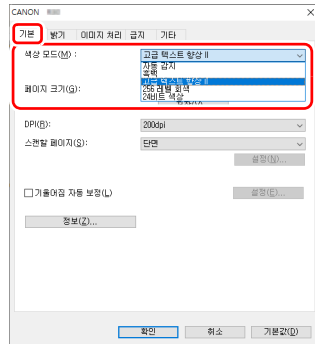 CANON
기본 밝기 이미지 처리 급지 기타
색상 모드(M) : 고급 텍스트 향상 II
자동 감지
흑백
고급 텍스트 향상 II
256 레벨 회색
24비트 색상
페이지 크기(G):
DPI(R): 200dpi
스캔할 페이지(S): 단면
설정(N)...
기울어짐 자동 보정(L) 설정(E)...
정보(Z)...
확인 취소 기본값(D)